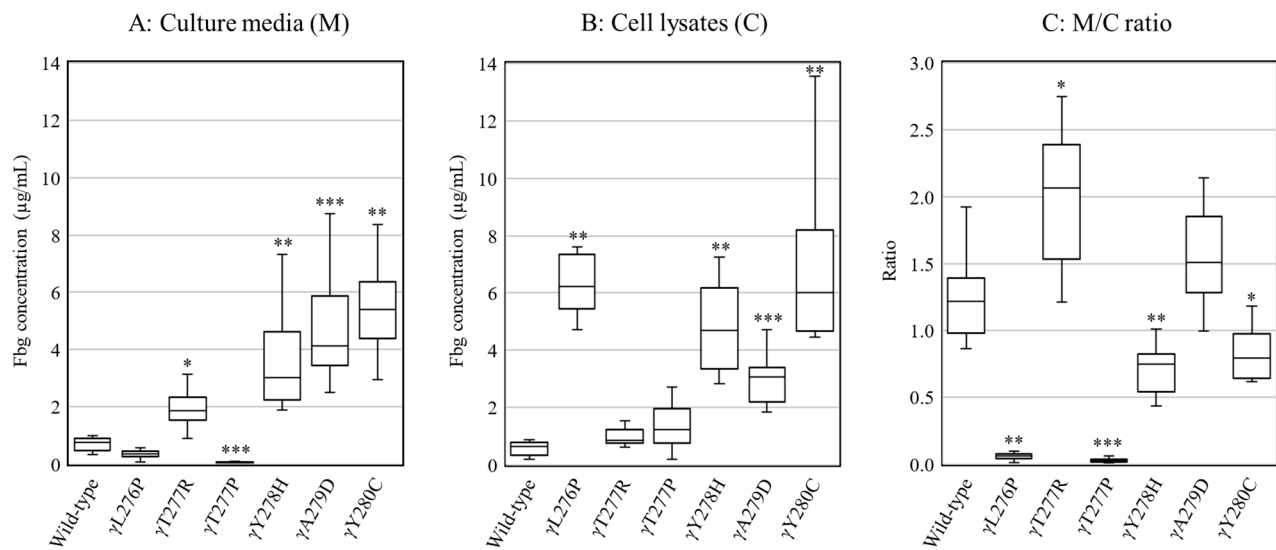 A: Culture media (M)
Fbg concentration (µg/mL)
14
12
10
8
6
4
2
0
*
***
**
***
**
Wild-type
γL276P
γT277R
γT277P
γY278H
γA279D
γY280C
B: Cell lysates (C)
Fbg concentration (µg/mL)
14
12
10
8
6
4
2
0
**
**
***
**
Wild-type
γL276P
γT277R
γT277P
γY278H
γA279D
γY280C
C: M/C ratio
Ratio
3.0
2.5
2.0
1.5
1.0
0.5
0.0
**
*
***
**
*
Wild-type
γL276P
γT277R
γT277P
γY278H
γA279D
γY280C